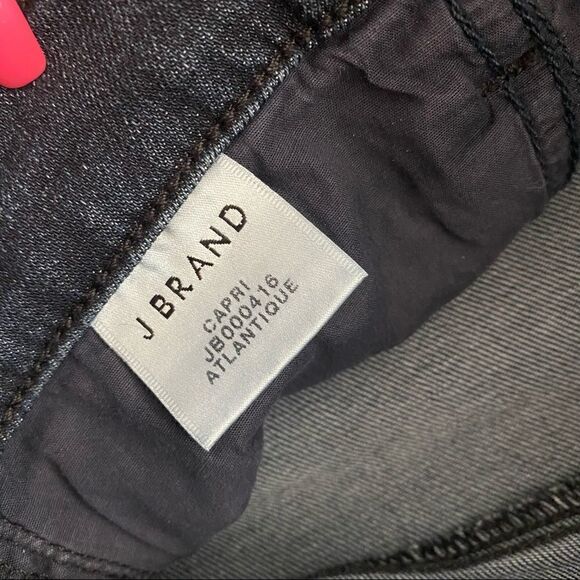 J BRAND
CAPRI
JB000416
ATLANTIQUE